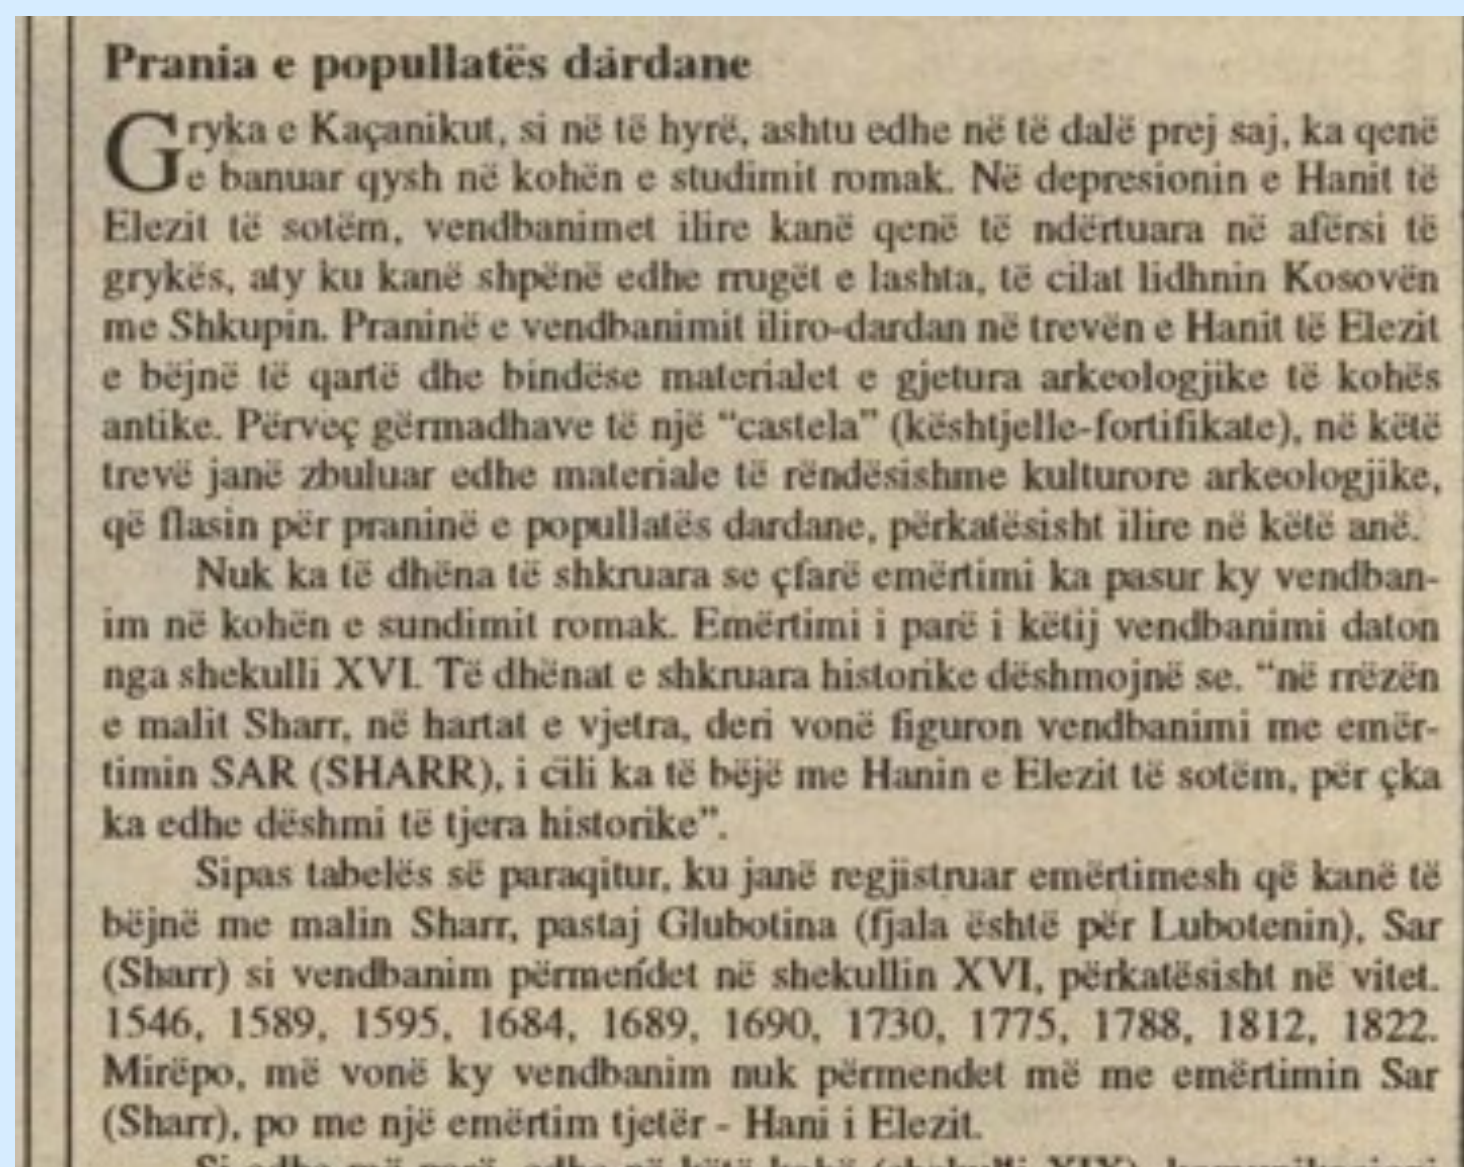 Prania e popullatës dardane
Gryka e Kaçanikut, si në të hyrë, ashtu edhe në të dalë prej saj, ka qenë
e banuar qysh në kohën e studimit romak. Në depresionin e Hanit të
Elezit të sotëm, vendbanimet ilire kanë qenë të ndërtuara në afërsi të
grykës, aty ku kanë shpënë edhe rrugët e lashta, të cilat lidhnin Kosovën
me Shkupin. Praninë e vendbanimit iliro-dardan në trevën e Hanit të Elezit
e bëjnë të qartë dhe bindëse materialet e gjetura arkeologjike të kohës
antike. Përveç gërmadhave të një “castela” (kështjelle-fortifikate), në këtë
trevë janë zbuluar edhe materiale të rëndësishme kulturore arkeologjike,
që flasin për praninë e popullatës dardane, përkatësisht ilire në këtë anë.
Nuk ka të dhëna të shkruara se çfarë emërtimi ka pasur ky vendban-
im në kohën e sundimit romak. Emërtimi i parë i këtij vendbanimi daton
nga shekulli XVI. Të dhënat e shkruara historike dëshmojnë se. “në rrëzën
e malit Sharr, në hartat e vjetra, deri vonë figuron vendbanimi me emër-
timin SAR (SHARR), i cili ka të bëjë me Hanin e Elezit të sotëm, për çka
ka edhe dëshmi të tjera historike”.
Sipas tabelës së paraqitur, ku janë regjistruar emërtimesh që kanë të
bëjnë me malin Sharr, pastaj Glubotina (fjala është për Lubotenin), Sar
(Sharr) si vendbanim përmendet në shekullin XVI, përkatësisht në vitet.
1546, 1589, 1595, 1684, 1689, 1690, 1730, 1775, 1788, 1812, 1822.
Mirëpo, më vonë ky vendbanim nuk përmendet më me emërtimin Sar
(Sharr), po me një emërtim tjetër - Hani i Elezit.
Si edhe më parë, edhe në këtë kohë (shekulli XIX)